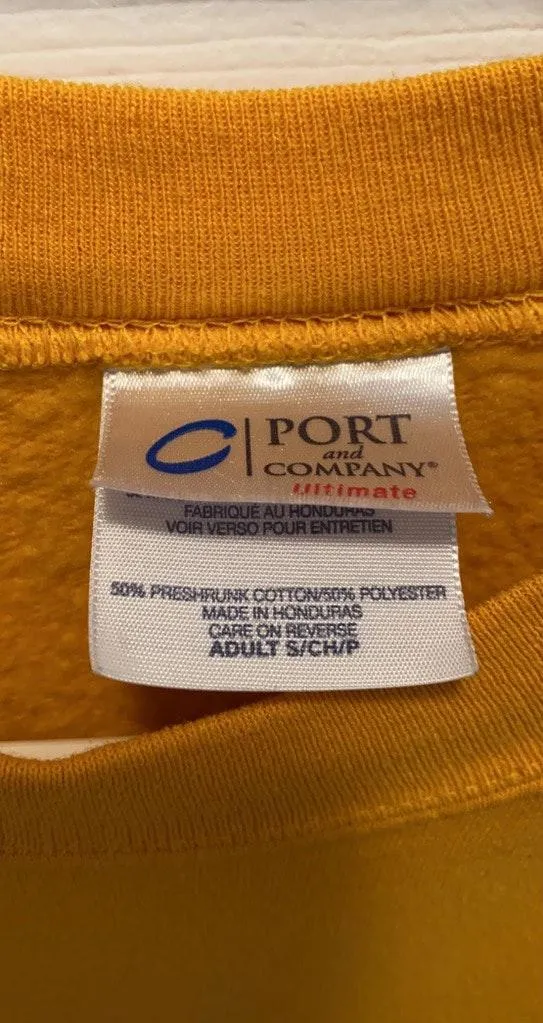 PORT
and
COMPANY®
Ultimate
FABRIQUÉ AU HONDURAS
VOIR VERSO POUR ENTRETIEN
50% PRESHRUNK COTTON/50% POLYESTER
MADE IN HONDURAS
CARE ON REVERSE
ADULT S/CH/P